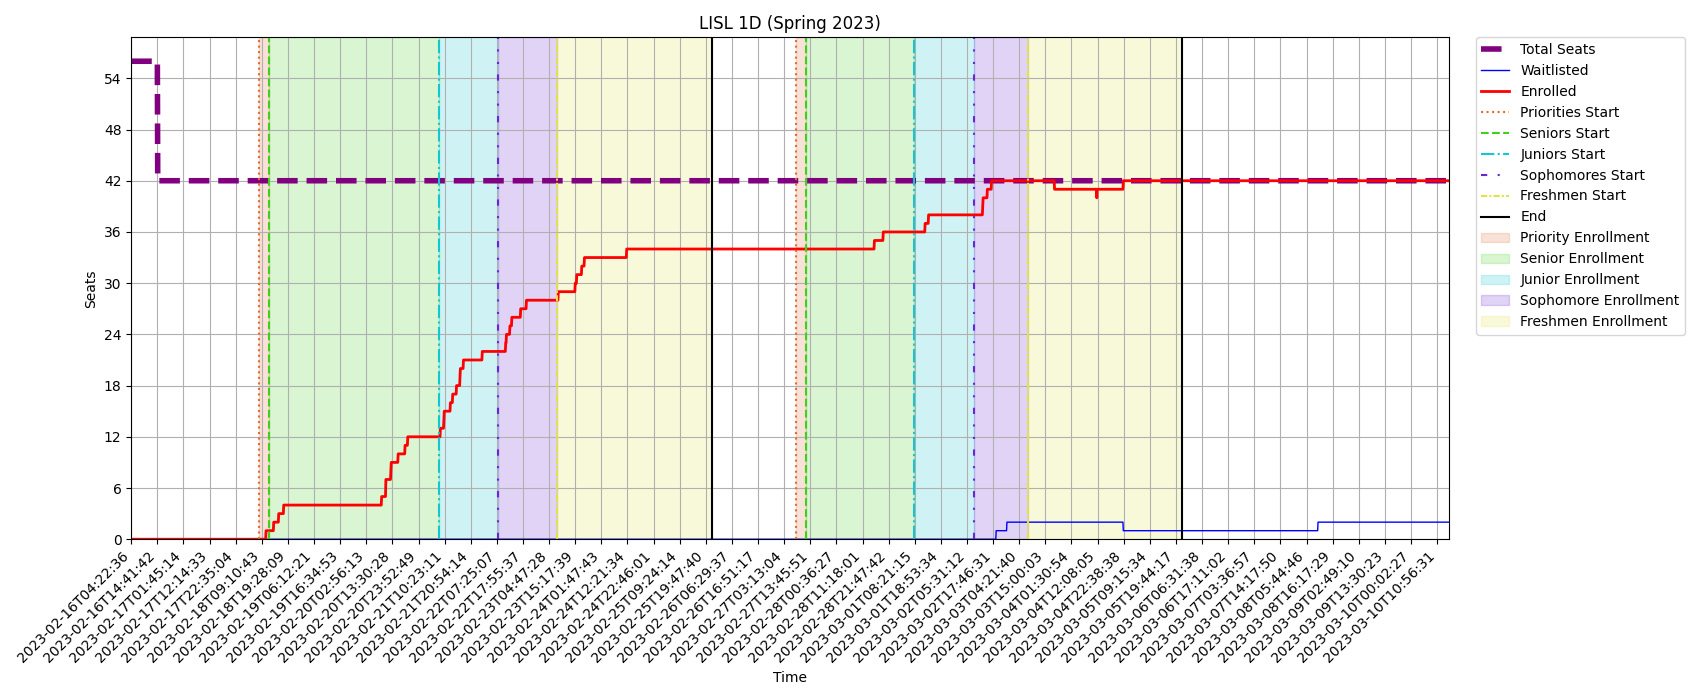 LISL 1D (Spring 2023)
Seats
54
48
42
36
30
24
18
12
6
0
2023-02-16T04:22:36
2023-02-16T14:41:42
2023-02-17T01:45:14
2023-02-17T12:14:33
2023-02-17T22:35:04
2023-02-18T09:10:43
2023-02-18T19:28:09
2023-02-19T06:12:21
2023-02-19T16:34:53
2023-02-20T02:56:13
2023-02-20T13:30:28
2023-02-20T23:52:49
2023-02-21T10:23:11
2023-02-21T20:54:14
2023-02-22T07:25:07
2023-02-22T17:55:37
2023-02-23T04:47:28
2023-02-23T15:17:39
2023-02-24T01:47:43
2023-02-24T12:21:34
2023-02-24T22:46:01
2023-02-25T09:24:14
2023-02-25T19:47:40
2023-02-26T06:29:37
2023-02-26T16:51:17
2023-02-27T03:13:04
2023-02-27T13:45:51
2023-02-28T00:36:27
2023-02-28T11:18:01
2023-02-28T21:47:42
2023-03-01T08:21:15
2023-03-01T18:53:34
2023-03-02T05:31:12
2023-03-02T17:46:31
2023-03-03T04:21:40
2023-03-03T15:00:03
2023-03-04T01:30:54
2023-03-04T12:08:05
2023-03-04T22:38:38
2023-03-05T09:15:34
2023-03-05T19:44:17
2023-03-06T06:31:38
2023-03-06T17:11:02
2023-03-07T03:36:57
2023-03-07T14:17:50
2023-03-08T05:44:46
2023-03-08T16:17:29
2023-03-09T02:49:10
2023-03-09T13:30:23
2023-03-10T00:02:27
2023-03-10T10:56:31
Time
Total Seats
Waitlisted
Enrolled
Priorities Start
Seniors Start
Juniors Start
Sophomores Start
Freshmen Start
End
Priority Enrollment
Senior Enrollment
Junior Enrollment
Sophomore Enrollment
Freshmen Enrollment